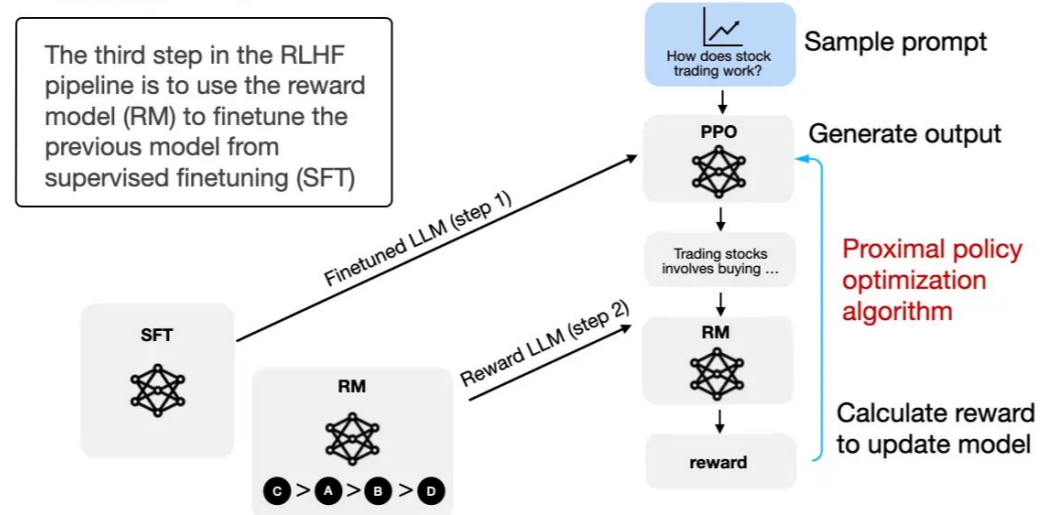 The third step in the RLHF
pipeline is to use the reward
model (RM) to finetune the
previous model from
supervised finetuning (SFT)
How does stock
trading work?
Sample prompt
PPO
Generate output
Finetuned LLM (step 1)
Trading stocks
involves buying ...
Proximal policy
optimization
algorithm
SFT
Reward LLM (step 2)
RM
RM
C > A > B > D
Calculate reward
to update model
reward